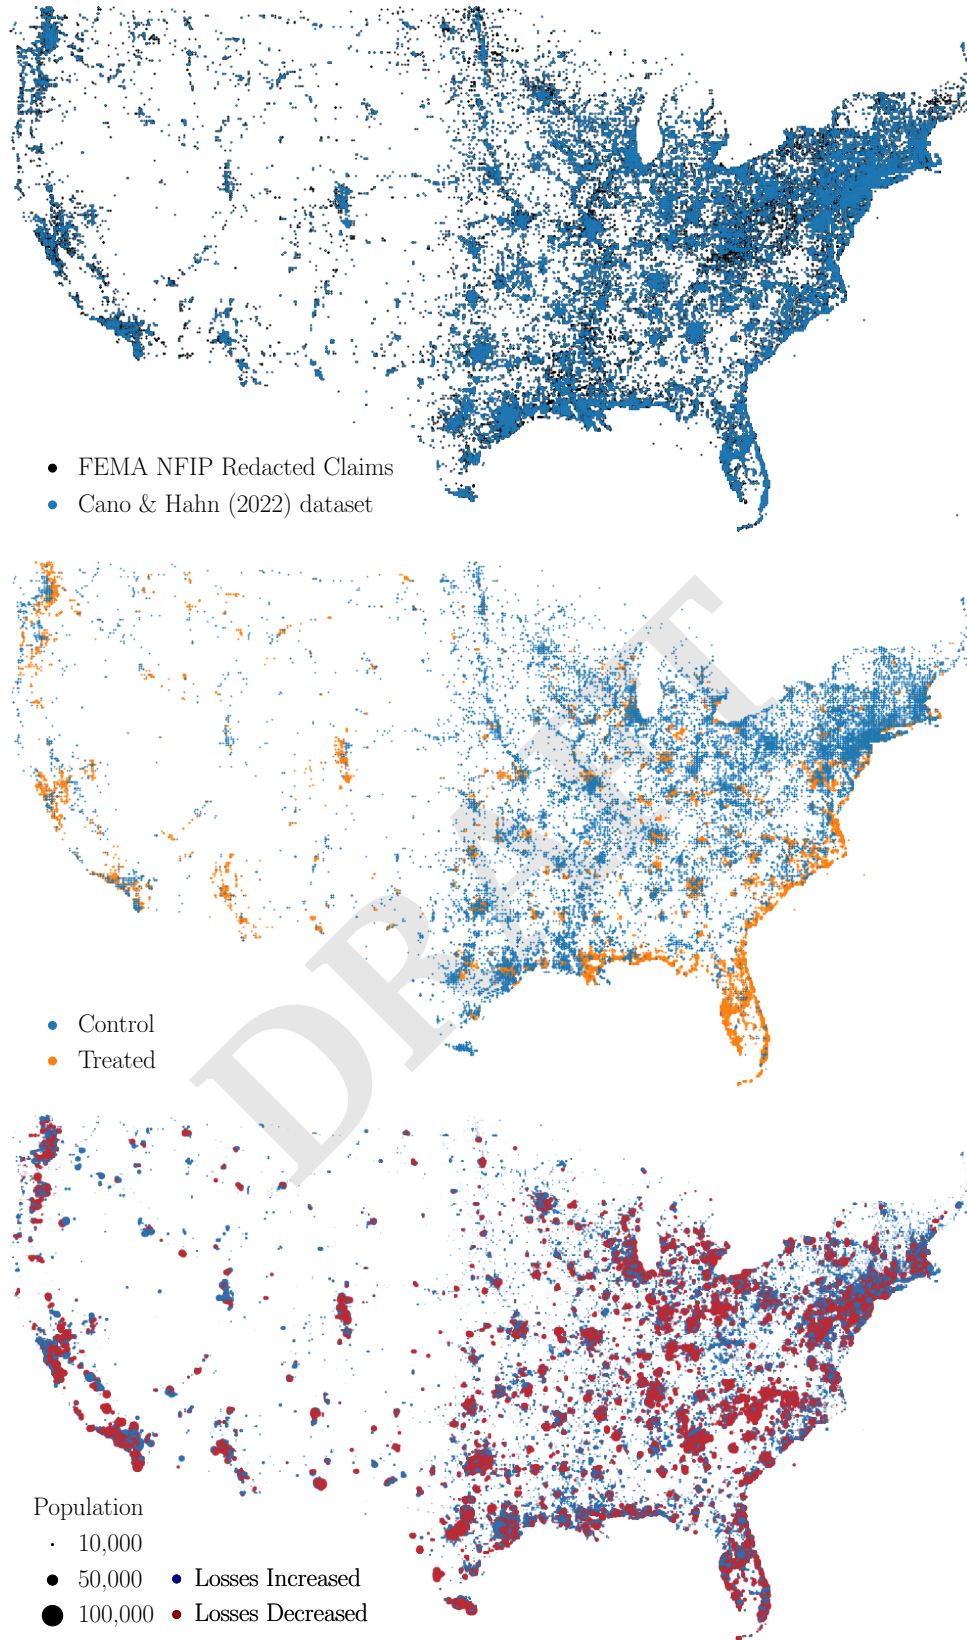 FEMA NFIP Redacted Claims
Cano & Hahn (2022) dataset
DRAFT
Control
Treated
Population
10,000
50,000
100,000
Losses Increased
Losses Decreased